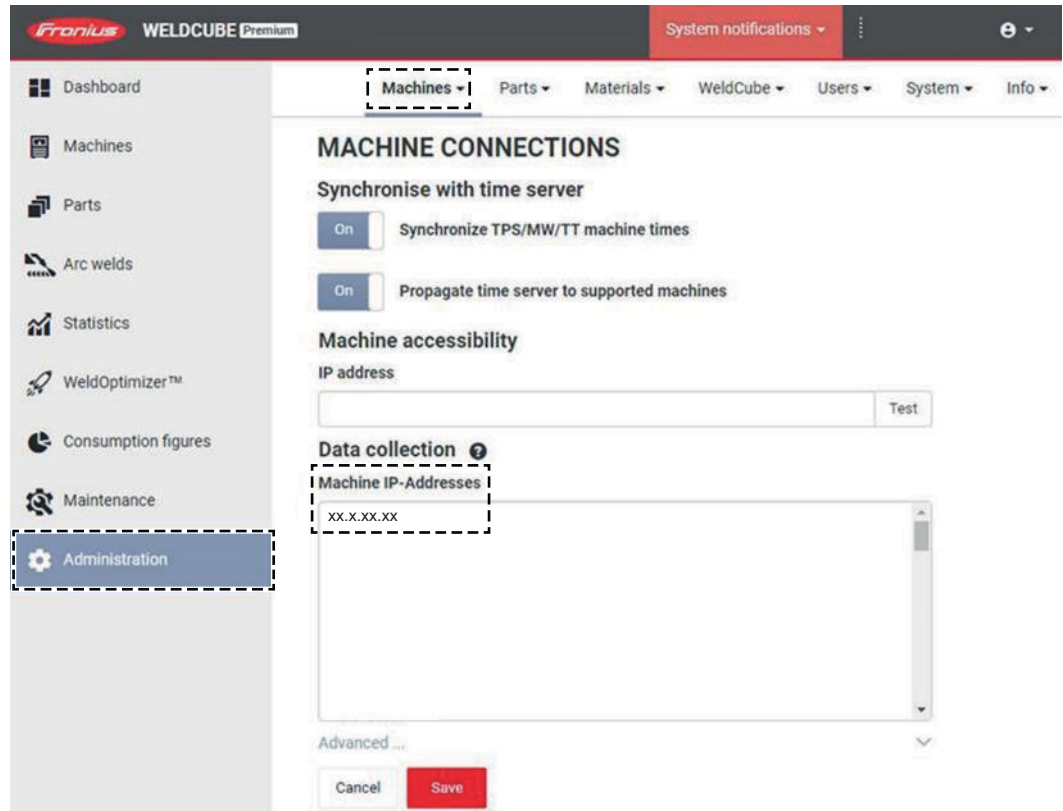 Fronius WELDCUBE Premium System notifications
Dashboard
Machines
Parts
Arc welds
Statistics
WeldOptimizer™
Consumption figures
Maintenance
Administration
Machines Parts Materials WeldCube Users System Info
MACHINE CONNECTIONS
Synchronise with time server
On Synchronize TPS/MW/TT machine times
On Propagate time server to supported machines
Machine accessibility
IP address
Test
Data collection ?
Machine IP-Addresses
xx.x.xx.xx
Advanced ...
Cancel Save